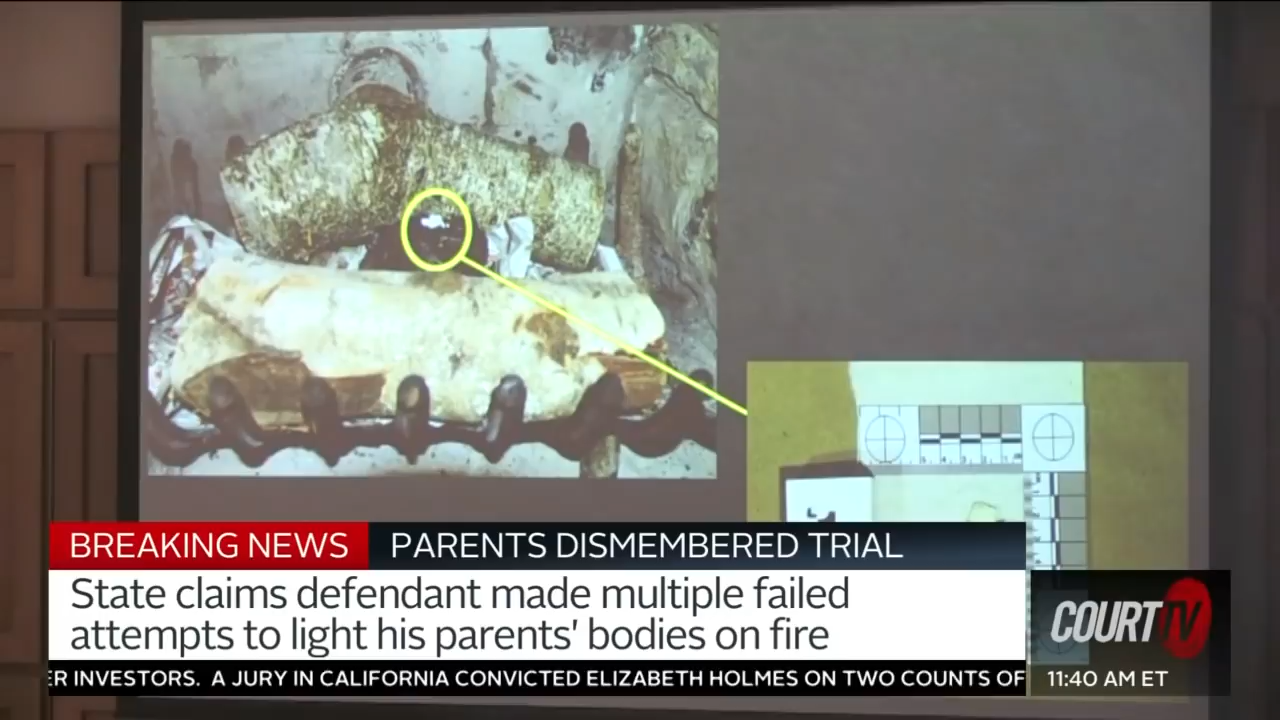 BREAKING NEWS
PARENTS DISMEMBERED TRIAL
State claims defendant made multiple failed
attempts to light his parents' bodies on fire
COURT TV
ER INVESTORS. A JURY IN CALIFORNIA CONVICTED ELIZABETH HOLMES ON TWO COUNTS OF
11:40 AM ET